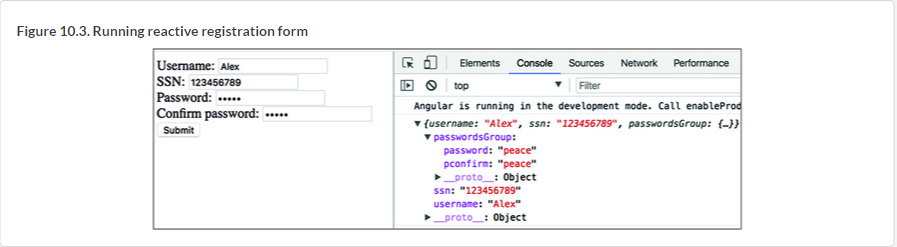 Figure 10.3. Running reactive registration form
Username: Alex
SSN: 123456789
Password: •••••
Confirm password: •••••
Submit
Elements Console Sources Network Performance
top ▼ Filter
Angular is running in the development mode. Call enableProd
▼{username: "Alex", ssn: "123456789", passwordsGroup: {…}}
▼passwordsGroup:
password: "peace"
pconfirm: "peace"
▶__proto__: Object
ssn: "123456789"
username: "Alex"
▶__proto__: Object